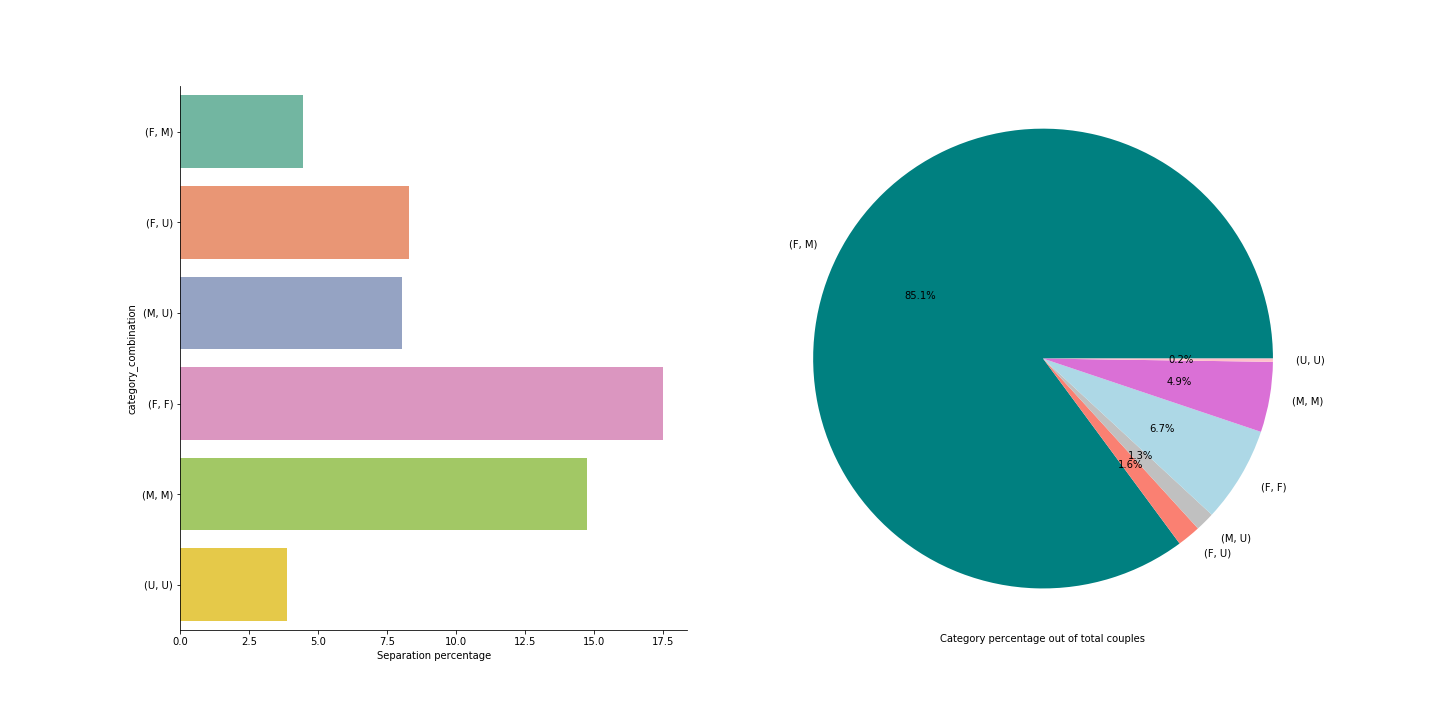 (F, M)
(F, U)
(M, U)
(F, F)
(M, M)
(U, U)
category_combination
0.0 2.5 5.0 7.5 10.0 12.5 15.0 17.5
Separation percentage
(F, M)
85.1%
0.2%
(U, U)
4.9%
(M, M)
6.7%
1.3%
1.6%
(F, F)
(M, U)
(F, U)
Category percentage out of total couples